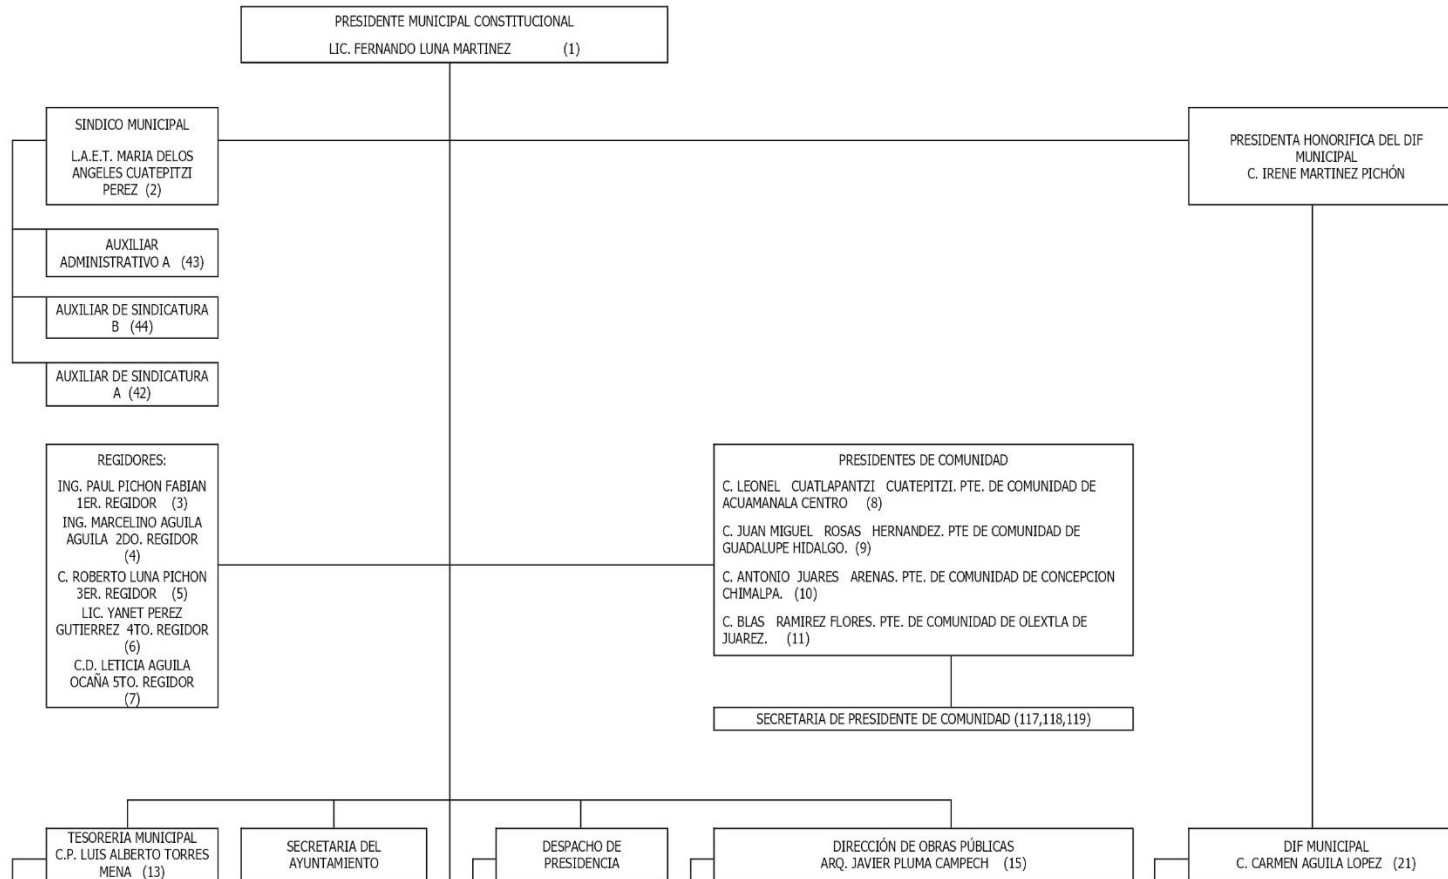 PRESIDENTE MUNICIPAL CONSTITUCIONAL
LIC. FERNANDO LUNA MARTINEZ (1)
SINDICO MUNICIPAL
L.A.E.T. MARIA DELOS
ANGELES CUATEPITZI
PEREZ (2)
PRESIDENTA HONORIFICA DEL DIF
MUNICIPAL
C. IRENE MARTINEZ PICHÓN
AUXILIAR
ADMINISTRATIVO A (43)
AUXILIAR DE SINDICATURA
B (44)
AUXILIAR DE SINDICATURA
A (42)
REGIDORES:
ING. PAUL PICHON FABIAN
1ER. REGIDOR (3)
ING. MARCELINO AGUILA
AGUILA 2DO. REGIDOR
(4)
C. ROBERTO LUNA PICHON
3ER. REGIDOR (5)
LIC. YANET PEREZ
GUTIERREZ 4TO. REGIDOR
(6)
C.D. LETICIA AGUILA
OCAÑA 5TO. REGIDOR
(7)
PRESIDENTES DE COMUNIDAD
C. LEONEL CUATLAPANTZI CUATEPITZI. PTE. DE COMUNIDAD DE
ACUAMANALA CENTRO (8)
C. JUAN MIGUEL ROSAS HERNANDEZ. PTE DE COMUNIDAD DE
GUADALUPE HIDALGO. (9)
C. ANTONIO JUARES ARENAS. PTE. DE COMUNIDAD DE CONCEPCION
CHIMALPA. (10)
C. BLAS RAMIREZ FLORES. PTE. DE COMUNIDAD DE OLEXTLA DE
JUAREZ. (11)
SECRETARIA DE PRESIDENTE DE COMUNIDAD (117,118,119)
TESORERIA MUNICIPAL
C.P. LUIS ALBERTO TORRES
MENA (13)
SECRETARIA DEL
AYUNTAMIENTO
DESPACHO DE
PRESIDENCIA
DIRECCIÓN DE OBRAS PÚBLICAS
ARQ. JAVIER PLUMA CAMPECH (15)
DIF MUNICIPAL
C. CARMEN AGUILA LOPEZ (21)